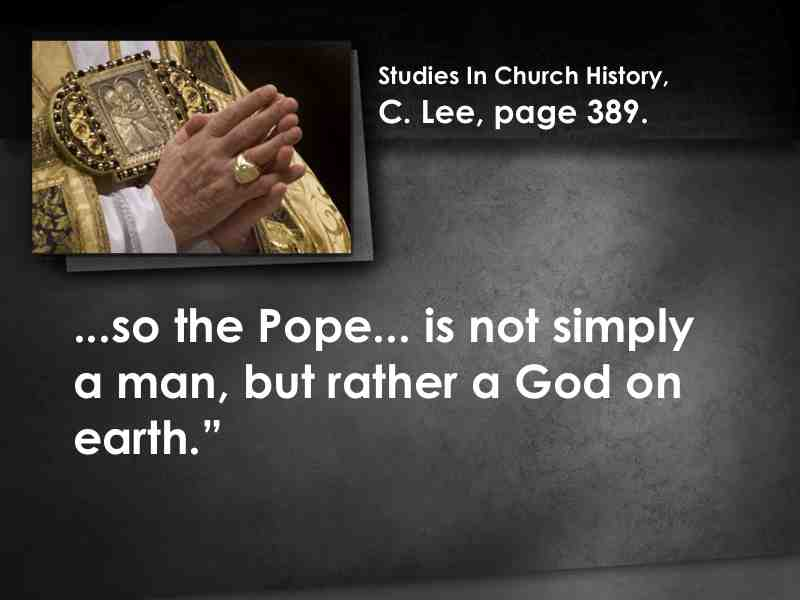 Studies In Church History,
C. Lee, page 389.
...so the Pope... is not simply
a man, but rather a God on
earth.”